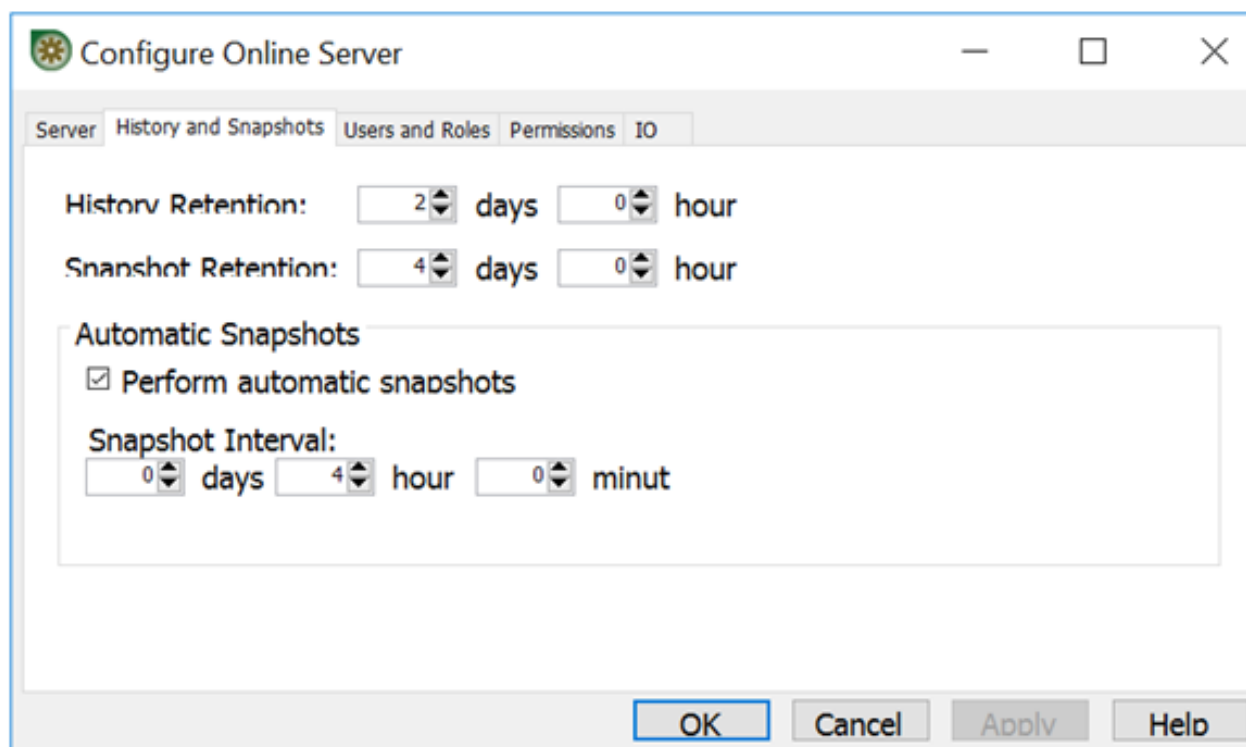 Configure Online Server
Server History and Snapshots Users and Roles Permissions IO
History Retention: 2 days 0 hour
Snapshot Retention: 4 days 0 hour
Automatic Snapshots
Perform automatic snapshots
Snapshot Interval:
0 days 4 hour 0 minut
OK Cancel Apply Help